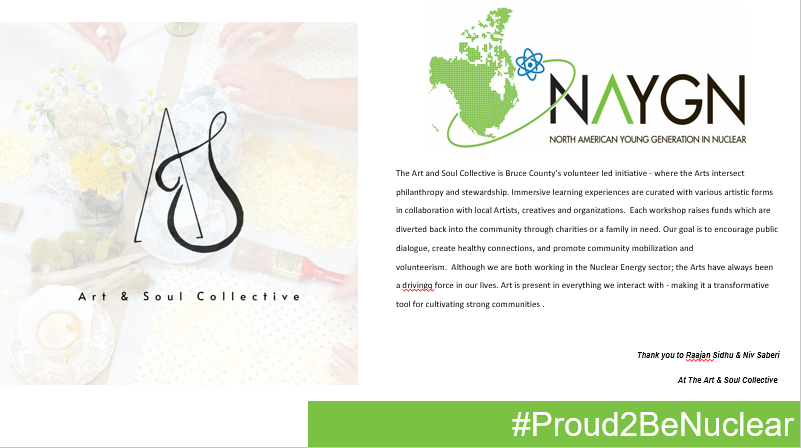 AS
Art & Soul Collective
NAYGN
NORTH AMERICAN YOUNG GENERATION IN NUCLEAR
The Art and Soul Collective is Bruce County's volunteer led initiative - where the Arts intersect
philanthropy and stewardship. Immersive learning experiences are curated with various artistic forms
in collaboration with local Artists, creatives and organizations.  Each workshop raises funds which are
diverted back into the community through charities or a family in need. Our goal is to encourage public
dialogue, create healthy connections, and promote community mobilization and
volunteerism.  Although we are both working in the Nuclear Energy sector; the Arts have always been
a drivingq force in our lives. Art is present in everything we interact with - making it a transformative
tool for cultivating strong communities .
Thank you to Raajan Sidhu & Niv Saberi
At The Art & Soul Collective
#Proud2BeNuclear